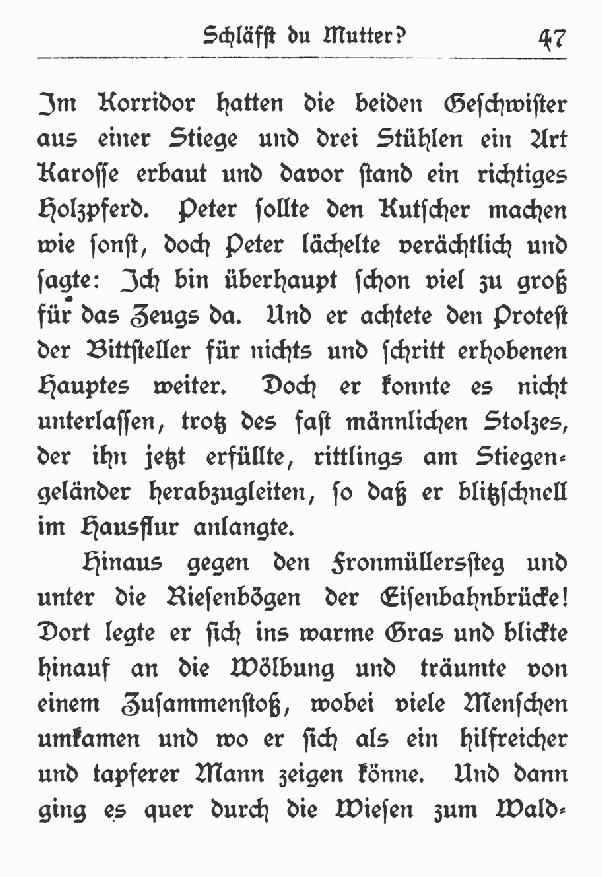 Schläfſt du Mutter? 47
Im Korridor hatten die beiden Geſchwiſter
aus einer Stiege und drei Stühlen ein Art
Karoſſe erbaut und davor ſtand ein richtiges
Holzpferd. Peter ſollte den Kutſcher machen
wie ſonſt, doch Peter lächelte verächtlich und
ſagte: Ich bin überhaupt ſchon viel zu groß
für das Zeugs da. Und er achtete den Proteſt
der Bittſteller für nichts und ſchritt erhobenen
Hauptes weiter. Doch er konnte es nicht
unterlaſſen, trotz des faſt männlichen Stolzes,
der ihn jetzt erfüllte, rittlings am Stiegen-
geländer herabzugleiten, ſo daß er blitzſchnell
im Hausflur anlangte.
Hinaus gegen den Fronmüllersſteg und
unter die Rieſenbögen der Eiſenbahnbrücke!
Dort legte er ſich ins warme Gras und blickte
hinauf an die Wölbung und träumte von
einem Zuſammenſtoß, wobei viele Menſchen
umkamen und wo er ſich als ein hilfreicher
und tapferer Mann zeigen könne. Und dann
ging es quer durch die Wieſen zum Wald-